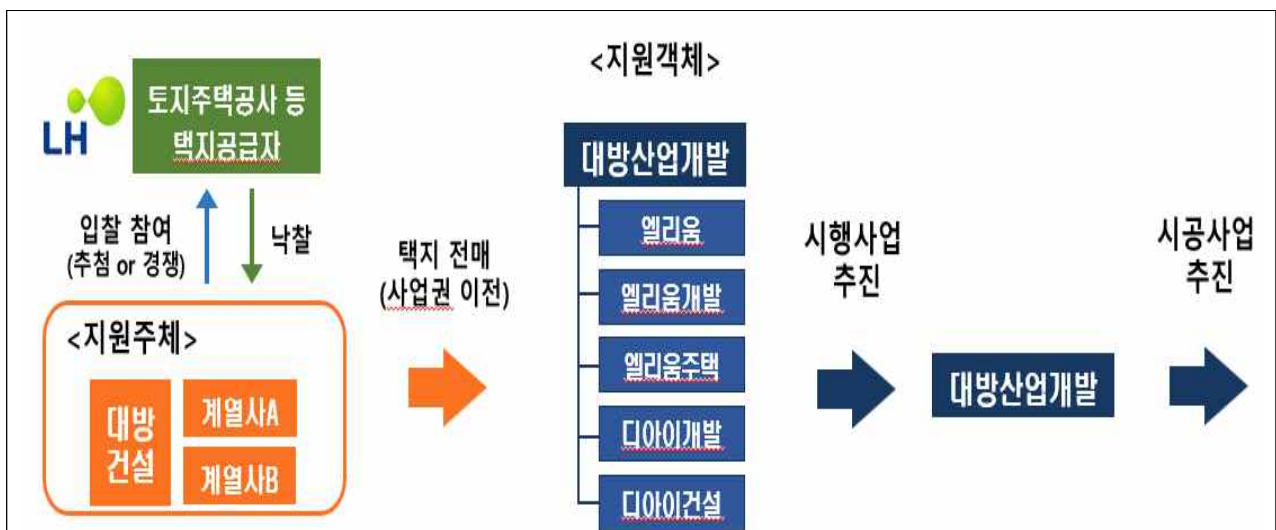 LH
토지주택공사 등
택지공급자
입찰 참여
(추첨 or 경쟁)
낙찰
<지원주체>
대방
건설
계열사A
계열사B
택지 전매
(사업권 이전)
<지원객체>
대방산업개발
엘리움
엘리움개발
엘리움주택
디아이개발
디아이건설
시행사업
추진
대방산업개발
시공사업
추진